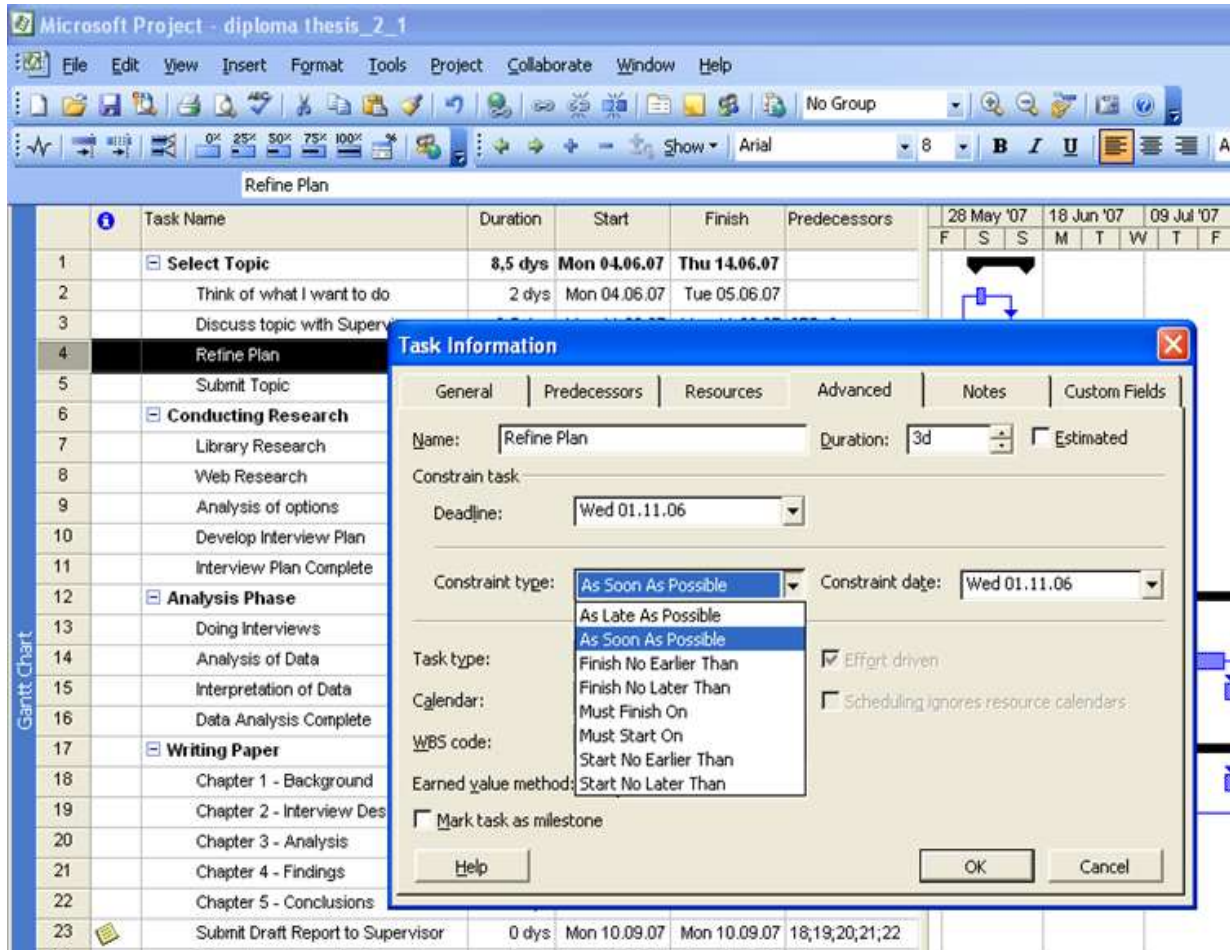 Microsoft Project - diploma thesis_2_1
File Edit View Insert Format Tools Project Collaborate Window Help
No Group
0% 25% 50% 75% 100% Show Arial 8 B I U A
Refine Plan
Task Name Duration Start Finish Predecessors 28 May '07 18 Jun '07 09 Jul '07
F S S M T W T F
1 Select Topic 8,5 dys Mon 04.06.07 Thu 14.06.07
2 Think of what I want to do 2 dys Mon 04.06.07 Tue 05.06.07
3 Discuss topic with
4 Refine Plan
5 Submit Topic
6 Conducting Research
7 Library Research
8 Web Research
9 Analysis of options
10 Develop Interview Plan
11 Interview Plan Complete
12 Analysis Phase
13 Doing Interviews
14 Analysis of Data
15 Interpretation of Data
16 Data Analysis Complete
17 Writing Paper
18 Chapter 1 - Background
19 Chapter 2 - Interview Des
20 Chapter 3 - Analysis
21 Chapter 4 - Findings
22 Chapter 5 - Conclusions
23 Submit Draft Report to Supervisor 0 dys Mon 10.09.07 Mon 10.09.07 18;19;20;21;22
Gantt Chart
Task Information
General Predecessors Resources Advanced Notes Custom Fields
Name: Refine Plan Duration: 3d Estimated
Constrain task
Deadline: Wed 01.11.06
Constraint type: As Soon As Possible Constraint date: Wed 01.11.06
As Late As Possible
As Soon As Possible
Finish No Earlier Than
Finish No Later Than
Must Finish On
Must Start On
Start No Earlier Than
Start No Later Than
Task type: Effort driven
Calendar: Scheduling ignores resource calendars
WBS code:
Earned value method:
Mark task as milestone
Help OK Cancel